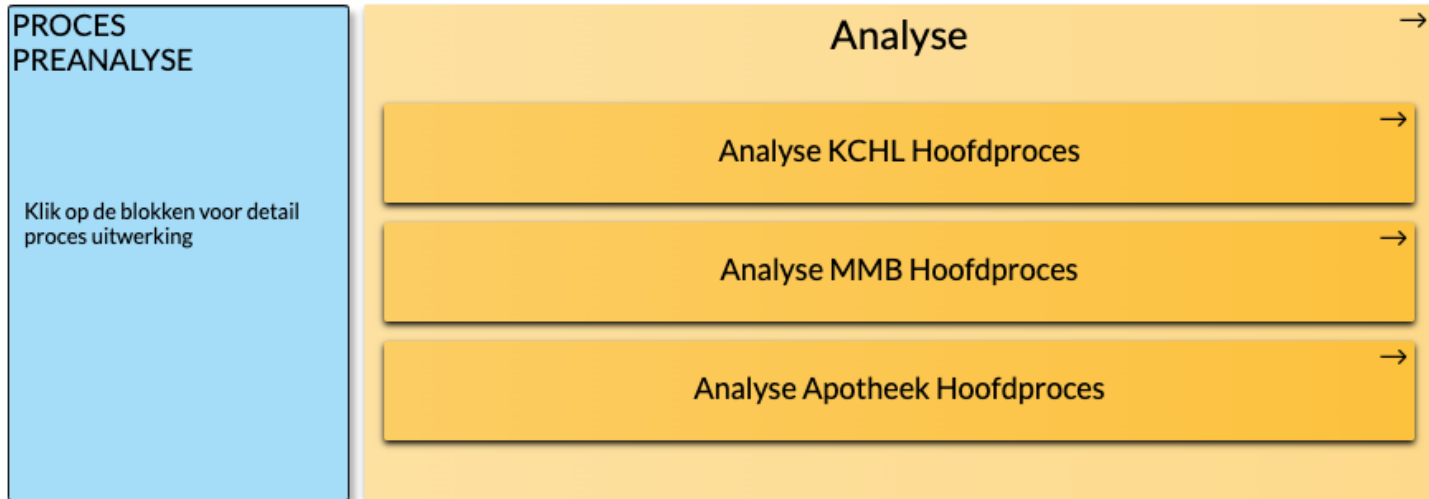 PROCES
PREANALYSE
Klik op de blokken voor detail
proces uitwerking
Analyse
Analyse KCHL Hoofdproces
Analyse MMB Hoofdproces
Analyse Apotheek Hoofdproces